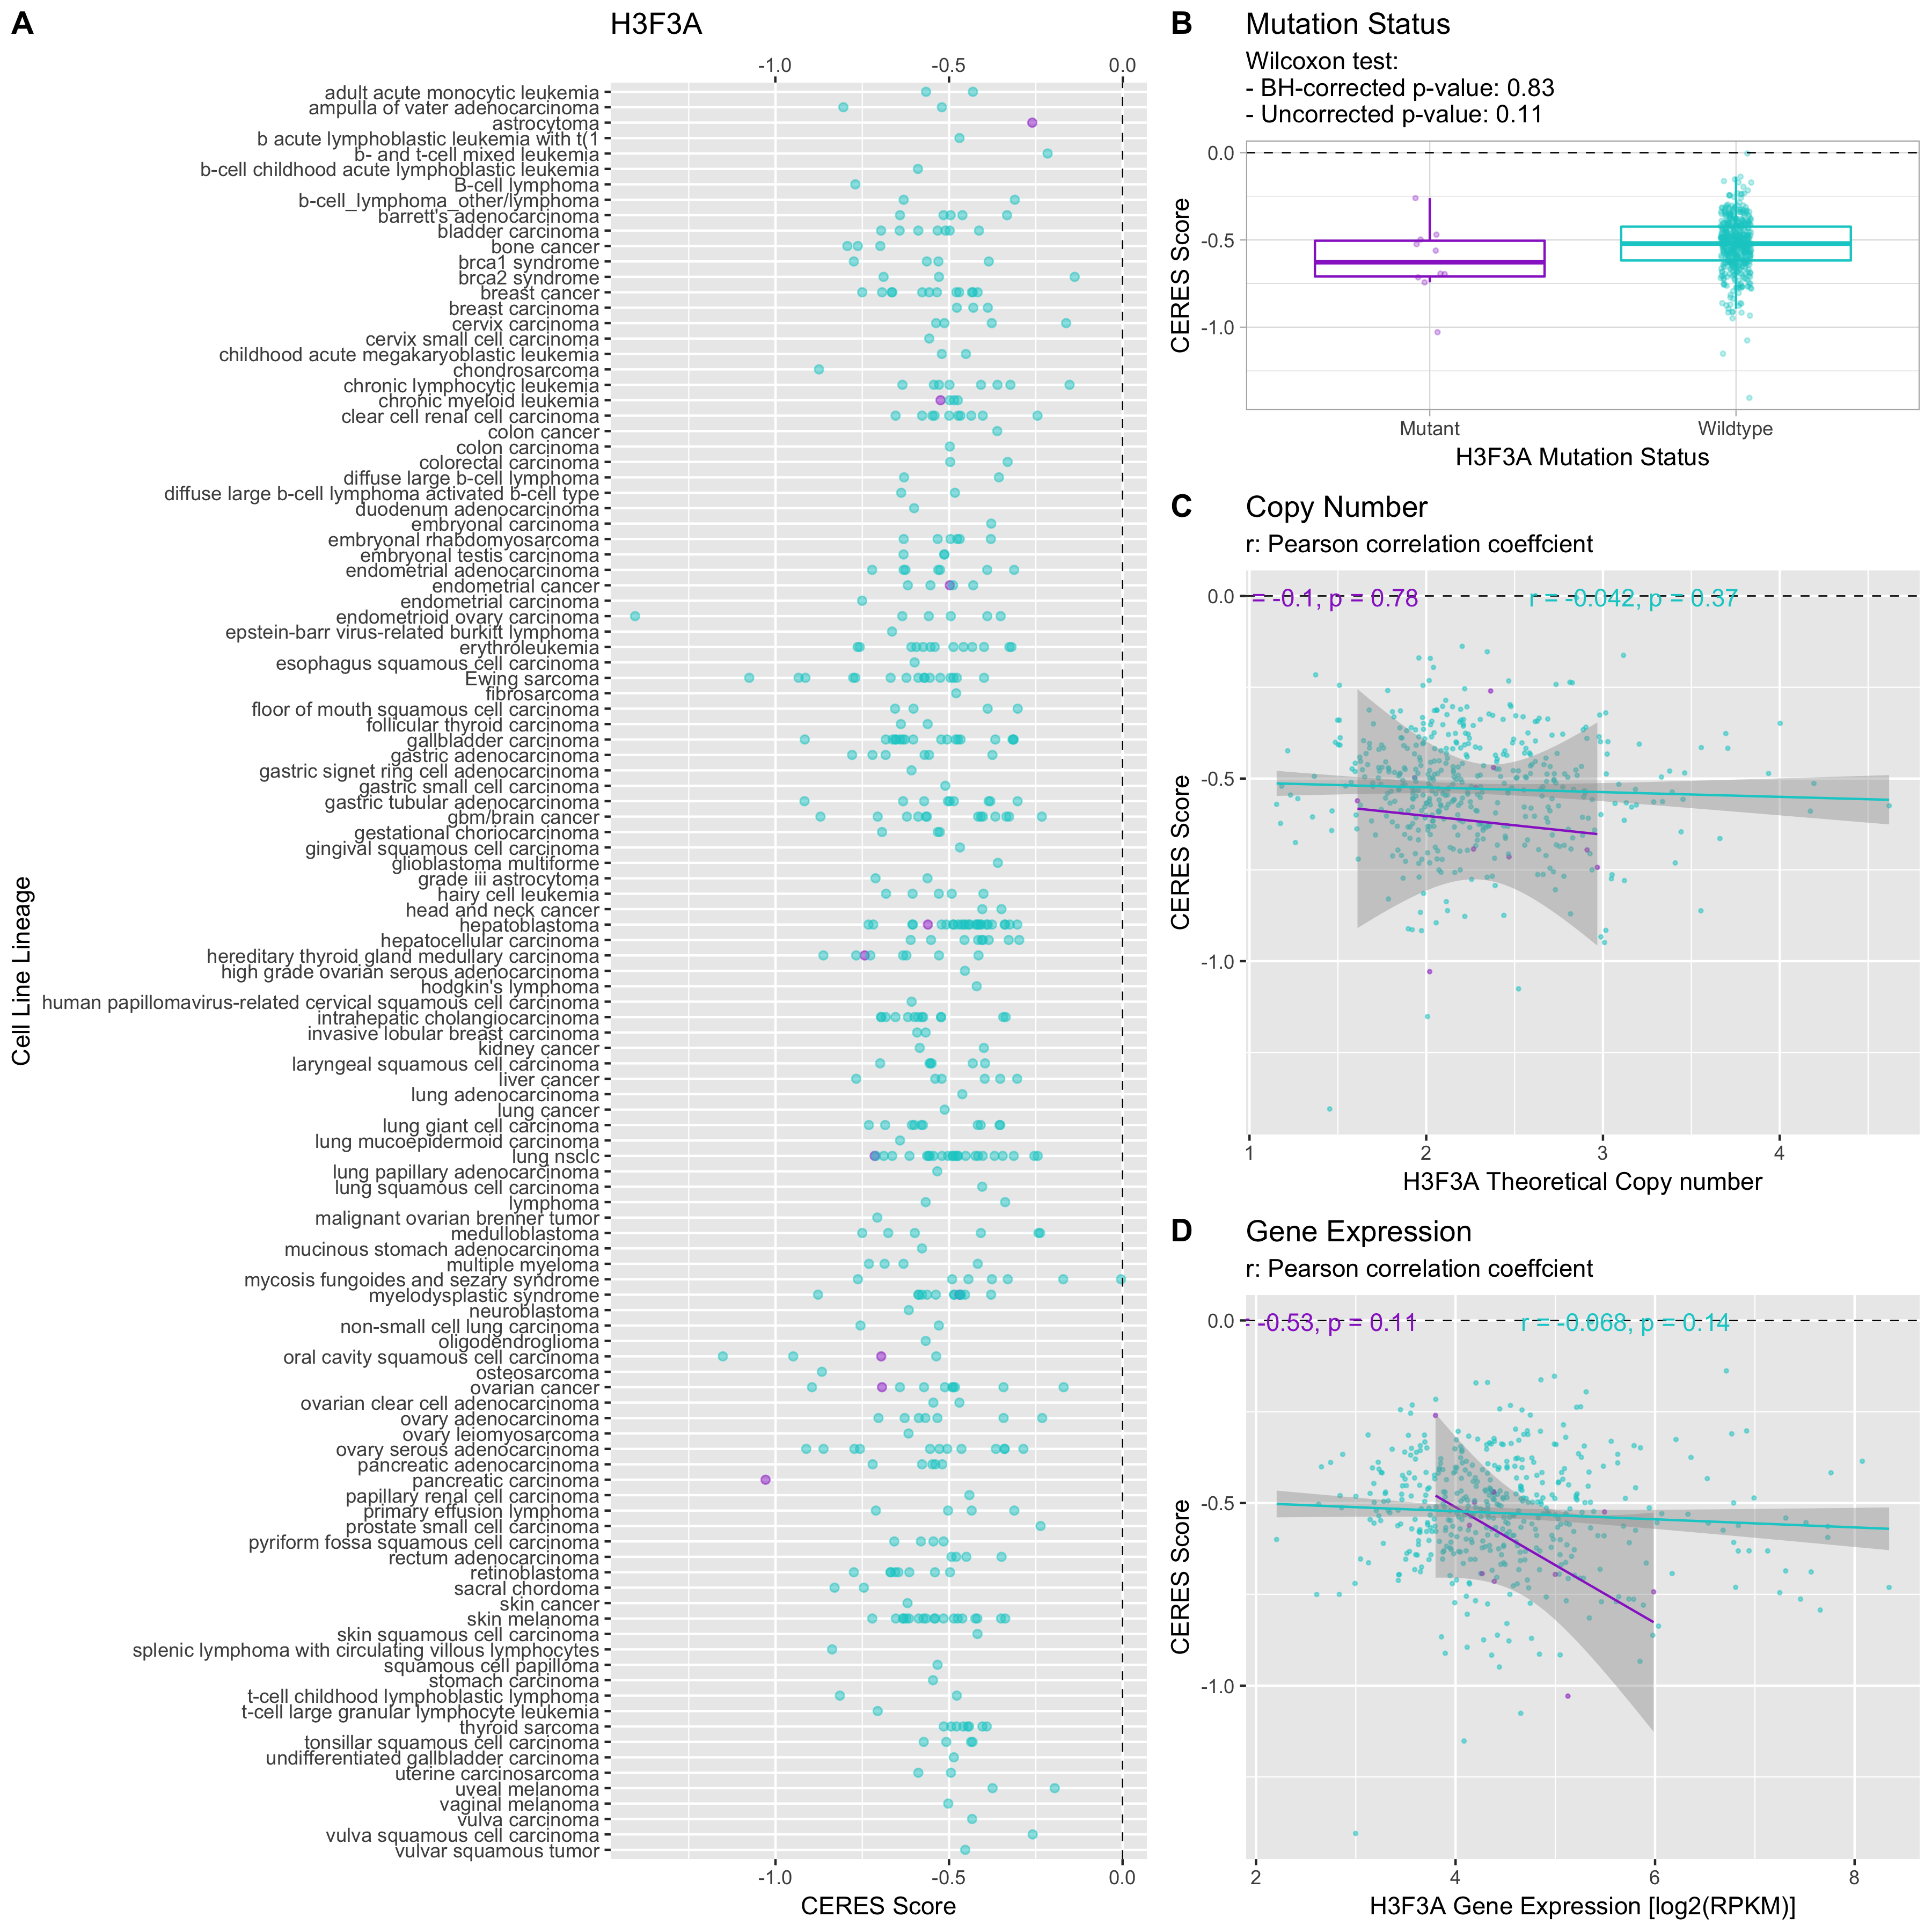 A
H3F3A
-1.0
-0.5
0.0
adult acute monocytic leukemia
ampulla of vater adenocarcinoma
astrocytoma
b acute lymphoblastic leukemia with t(1
b- and t-cell mixed leukemia
b-cell childhood acute lymphoblastic leukemia
B-cell lymphoma
b-cell_lymphoma_other/lymphoma
barrett's adenocarcinoma
bladder carcinoma
bone cancer
brca1 syndrome
brca2 syndrome
breast cancer
breast carcinoma
cervix carcinoma
cervix small cell carcinoma
childhood acute megakaryoblastic leukemia
chondrosarcoma
chronic lymphocytic leukemia
chronic myeloid leukemia
clear cell renal cell carcinoma
colon cancer
colon carcinoma
colorectal carcinoma
diffuse large b-cell lymphoma
diffuse large b-cell lymphoma activated b-cell type
duodenum adenocarcinoma
embryonal carcinoma
embryonal rhabdomyosarcoma
embryonal testis carcinoma
endometrial adenocarcinoma
endometrial cancer
endometrial carcinoma
endometrioid ovary carcinoma
epstein-barr virus-related burkitt lymphoma
erythroleukemia
esophagus squamous cell carcinoma
Ewing sarcoma
fibrosarcoma
floor of mouth squamous cell carcinoma
follicular thyroid carcinoma
gallbladder carcinoma
gastric adenocarcinoma
gastric signet ring cell adenocarcinoma
gastric small cell carcinoma
gastric tubular adenocarcinoma
gbm/brain cancer
gestational choriocarcinoma
gingival squamous cell carcinoma
glioblastoma multiforme
grade iii astrocytoma
hairy cell leukemia
head and neck cancer
hepatoblastoma
hepatocellular carcinoma
hereditary thyroid gland medullary carcinoma
high grade ovarian serous adenocarcinoma
hodgkin's lymphoma
human papillomavirus-related cervical squamous cell carcinoma
intrahepatic cholangiocarcinoma
invasive lobular breast carcinoma
kidney cancer
laryngeal squamous cell carcinoma
liver cancer
lung adenocarcinoma
lung cancer
lung giant cell carcinoma
lung mucoepidermoid carcinoma
lung nsclc
lung papillary adenocarcinoma
lung squamous cell carcinoma
lymphoma
malignant ovarian brenner tumor
medulloblastoma
mucinous stomach adenocarcinoma
multiple myeloma
mycosis fungoides and sezary syndrome
myelodysplastic syndrome
neuroblastoma
non-small cell lung carcinoma
oligodendroglioma
oral cavity squamous cell carcinoma
osteosarcoma
ovarian cancer
ovarian clear cell adenocarcinoma
ovary adenocarcinoma
ovary leiomyosarcoma
ovary serous adenocarcinoma
pancreatic adenocarcinoma
pancreatic carcinoma
papillary renal cell carcinoma
primary effusion lymphoma
prostate small cell carcinoma
pyriform fossa squamous cell carcinoma
rectum adenocarcinoma
retinoblastoma
sacral chordoma
skin cancer
skin melanoma
skin squamous cell carcinoma
splenic lymphoma with circulating villous lymphocytes
squamous cell papilloma
stomach carcinoma
t-cell childhood lymphoblastic lymphoma
t-cell large granular lymphocyte leukemia
thyroid sarcoma
tonsillar squamous cell carcinoma
undifferentiated gallbladder carcinoma
uterine carcinosarcoma
uveal melanoma
vaginal melanoma
vulva carcinoma
vulva squamous cell carcinoma
vulvar squamous tumor
-1.0
-0.5
0.0
CERES Score
Cell Line Lineage
B
Mutation Status
Wilcoxon test:
- BH-corrected p-value: 0.83
- Uncorrected p-value: 0.11
0.0
-0.5
-1.0
CERES Score
Mutant
Wildtype
H3F3A Mutation Status
C
Copy Number
r: Pearson correlation coeffcient
= -0.1, p = 0.78
r = -0.042, p = 0.37
0.0
-0.5
-1.0
CERES Score
1
2
3
4
H3F3A Theoretical Copy number
D
Gene Expression
r: Pearson correlation coeffcient
= -0.53, p = 0.11
r = -0.068, p = 0.14
0.0
-0.5
-1.0
CERES Score
2
4
6
8
H3F3A Gene Expression [log2(RPKM)]